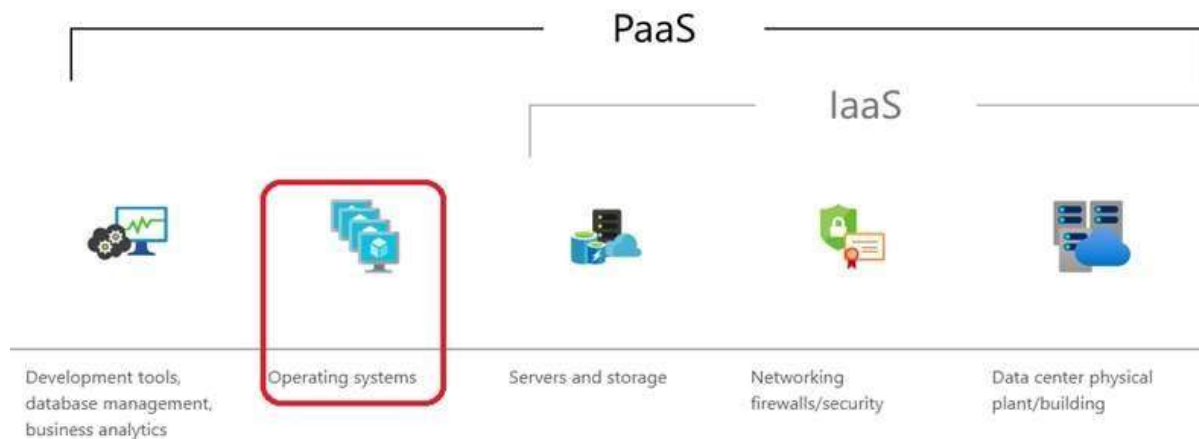 PaaS
IaaS
Development tools,
database management,
business analytics
Operating systems
Servers and storage
Networking
firewalls/security
Data center physical
plant/building